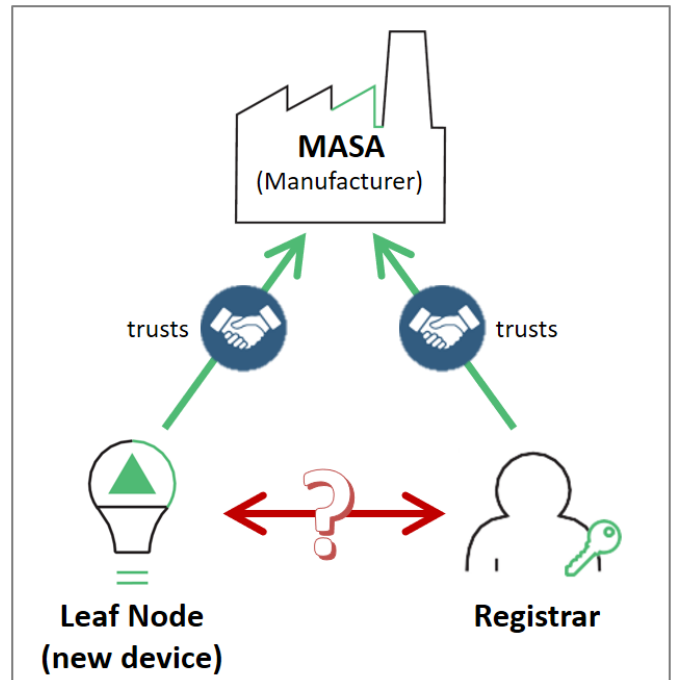 MASA
(Manufacturer)
trusts
trusts
?
Leaf Node
(new device)
Registrar